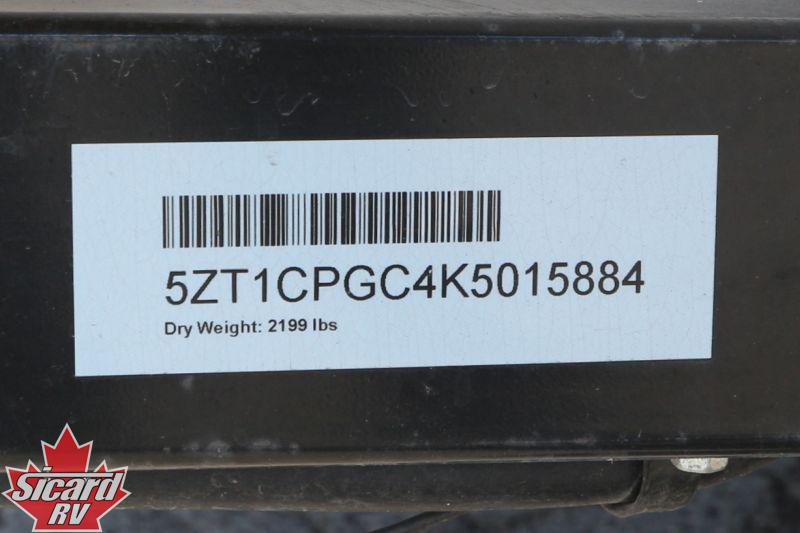 5ZT1CPGC4K5015884
Dry Weight: 2199 lbs
Sicard
RV